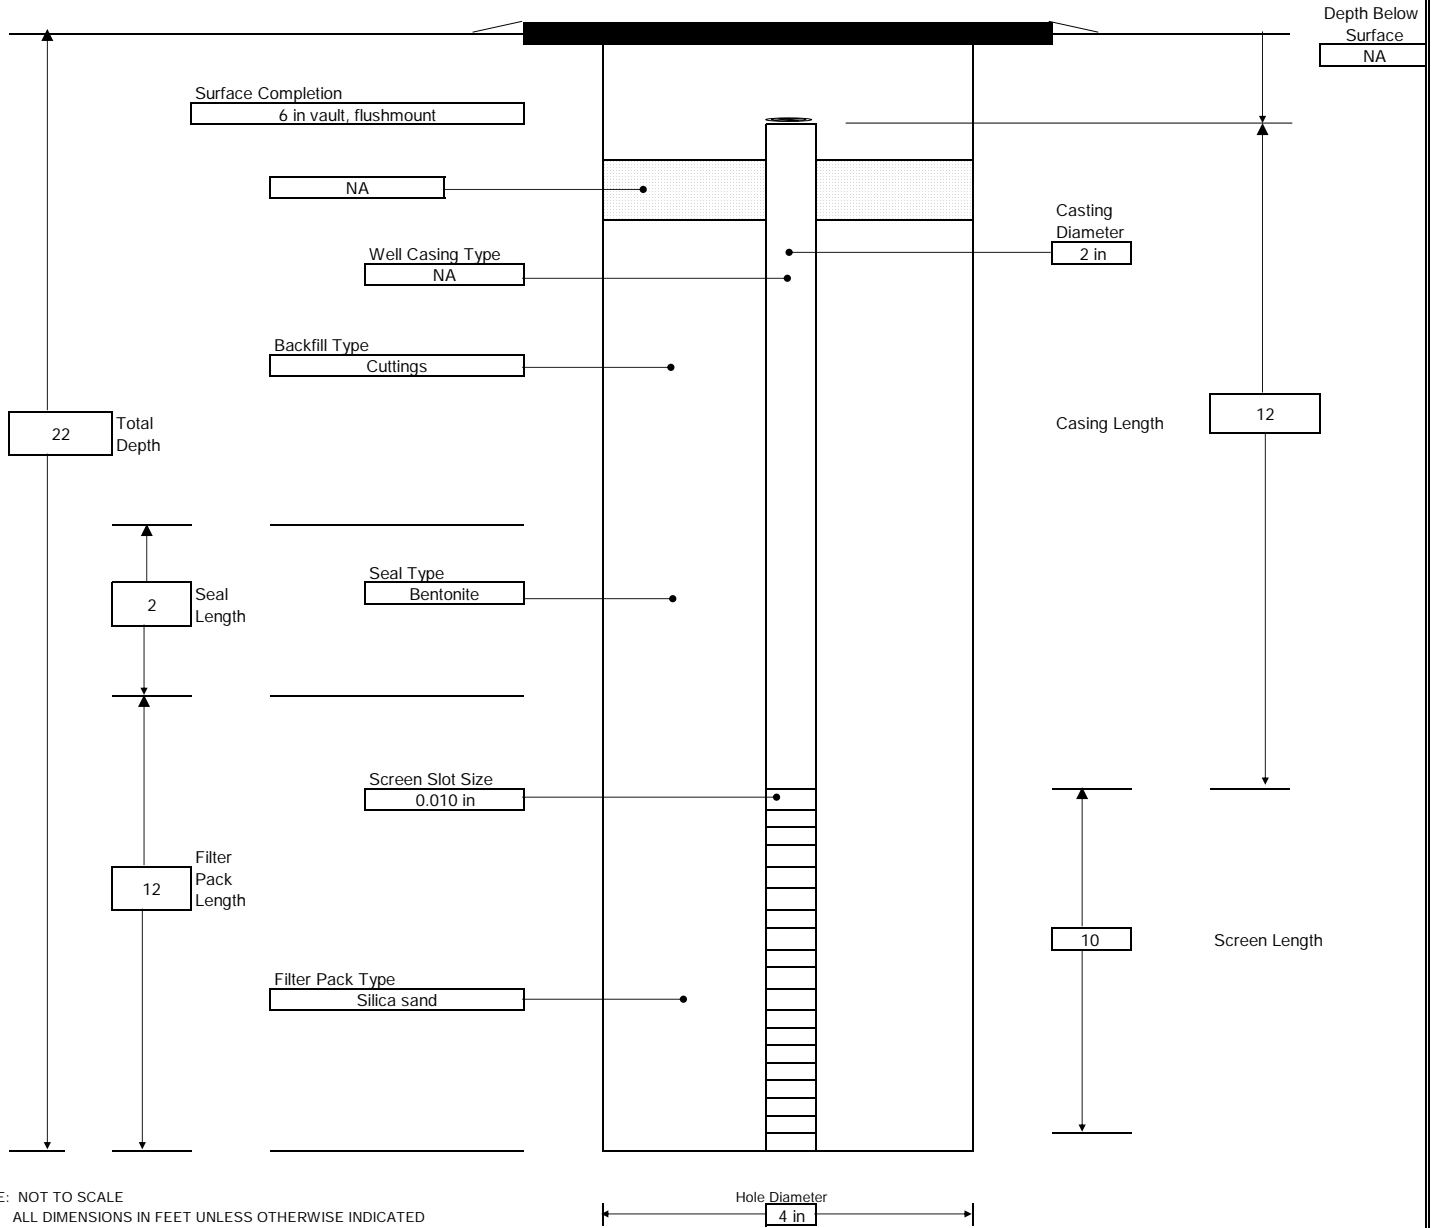 Depth Below
Surface
NA
Surface Completion
6 in vault, flushmount
NA
Casting
Diameter
2 in
Well Casing Type
NA
Backfill Type
Cuttings
22
Total
Depth
Casing Length
12
Seal Type
Bentonite
2
Seal
Length
Screen Slot Size
0.010 in
12
Filter
Pack
Length
10
Screen Length
Filter Pack Type
Silica sand
E: NOT TO SCALE
ALL DIMENSIONS IN FEET UNLESS OTHERWISE INDICATED
Hole Diameter
4 in